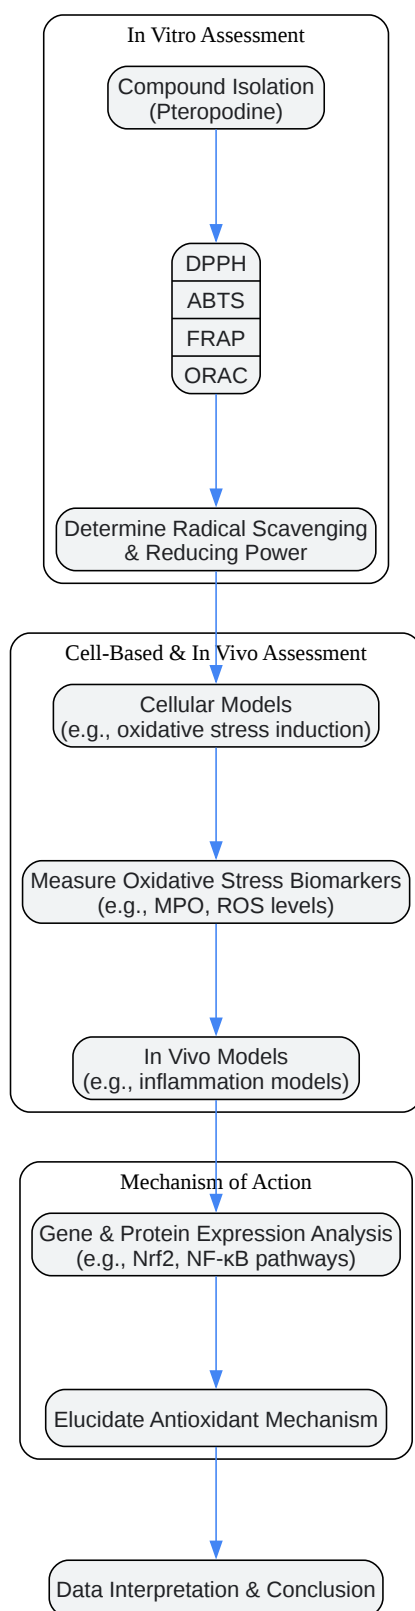 In Vitro Assessment
Compound Isolation
(Pteropodine)
DPPH
ABTS
FRAP
ORAC
Determine Radical Scavenging
& Reducing Power
Cell-Based & In Vivo Assessment
Cellular Models
(e.g., oxidative stress induction)
Measure Oxidative Stress Biomarkers
(e.g., MPO, ROS levels)
In Vivo Models
(e.g., inflammation models)
Mechanism of Action
Gene & Protein Expression Analysis
(e.g., Nrf2, NF-κB pathways)
Elucidate Antioxidant Mechanism
Data Interpretation & Conclusion